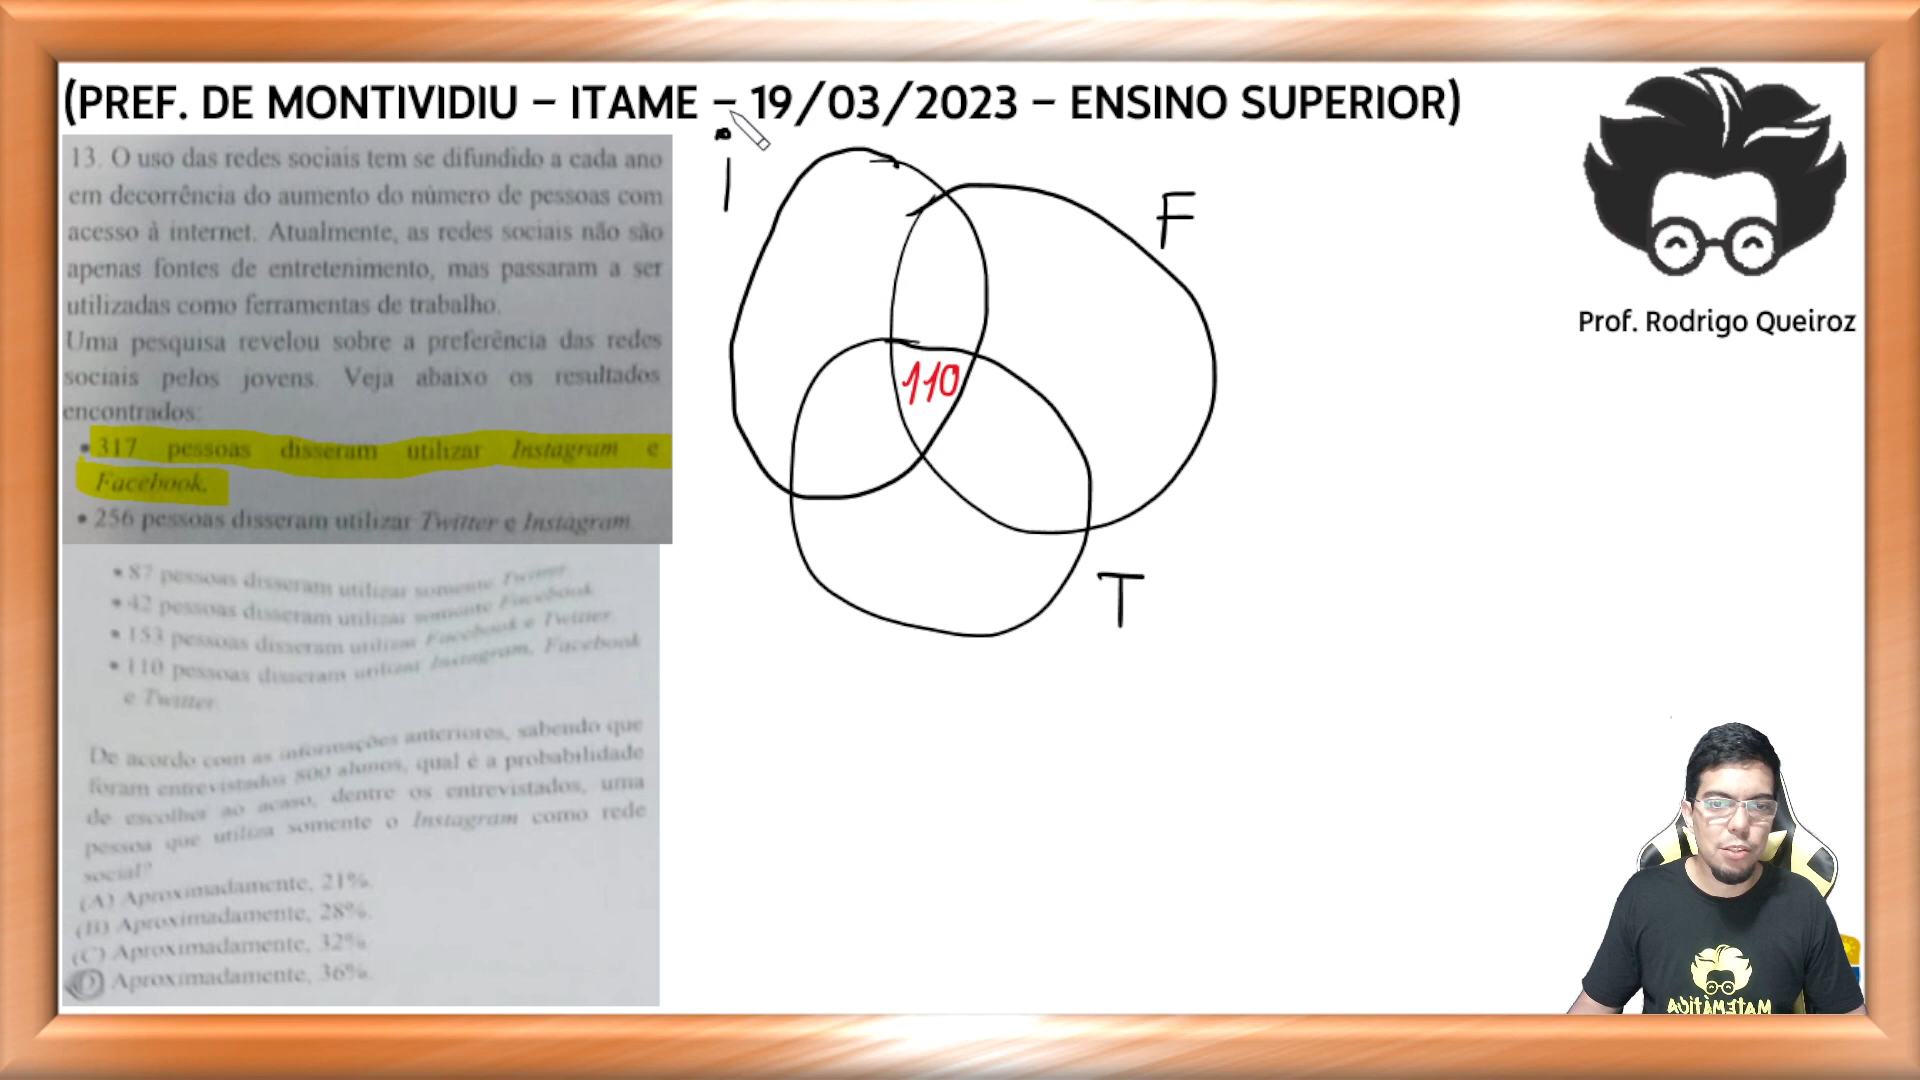 (PREF. DE MONTIVIDIU – ITAME – 19/03/2023 – ENSINO SUPERIOR)
13. O uso das redes sociais tem se difundido a cada ano
em decorrência do aumento do número de pessoas com
acesso à internet. Atualmente, as redes sociais não são
apenas fontes de entretenimento, mas passaram a ser
utilizadas como ferramentas de trabalho.
Uma pesquisa revelou sobre a preferência das redes
sociais pelos jovens. Veja abaixo os resultados
encontrados:
• 317 pessoas disseram utilizar Instagram e
Facebook.
• 256 pessoas disseram utilizar Twitter e Instagram.
• 87 pessoas disseram utilizar somente Twitter.
• 42 pessoas disseram utilizar somente Facebook.
• 153 pessoas disseram utilizar Facebook e Twitter.
• 110 pessoas disseram utilizar Instagram, Facebook
e Twitter.
De acordo com as informações anteriores, sabendo que
foram entrevistados 800 alunos, qual é a probabilidade
de escolher ao acaso, dentre os entrevistados, uma
pessoa que utiliza somente o Instagram como rede
social?
(A) Aproximadamente, 21%.
(B) Aproximadamente, 28%.
(C) Aproximadamente, 32%
(D) Aproximadamente, 36%.
I
F
110
T
Prof. Rodrigo Queiroz
MATEMÁTICA